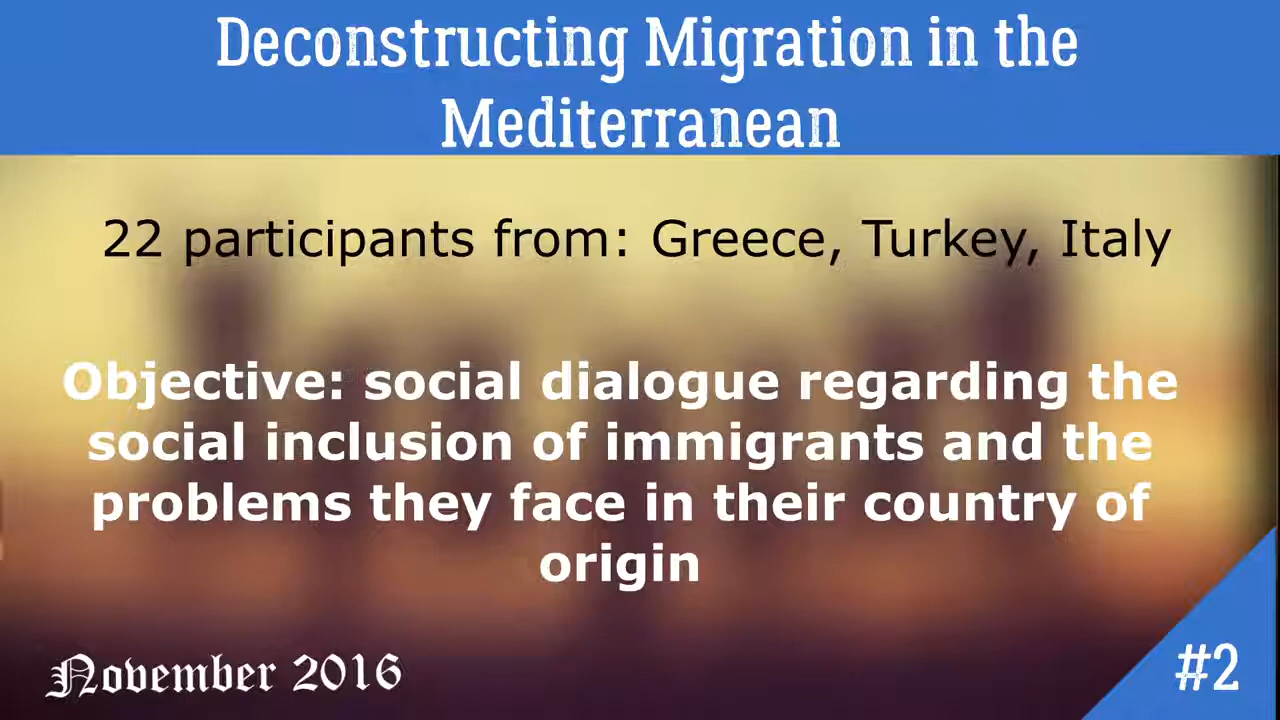 Deconstructing Migration in the
Mediterranean
22 participants from: Greece, Turkey, Italy
Objective: social dialogue regarding the
social inclusion of immigrants and the
problems they face in their country of
origin
November 2016
#2